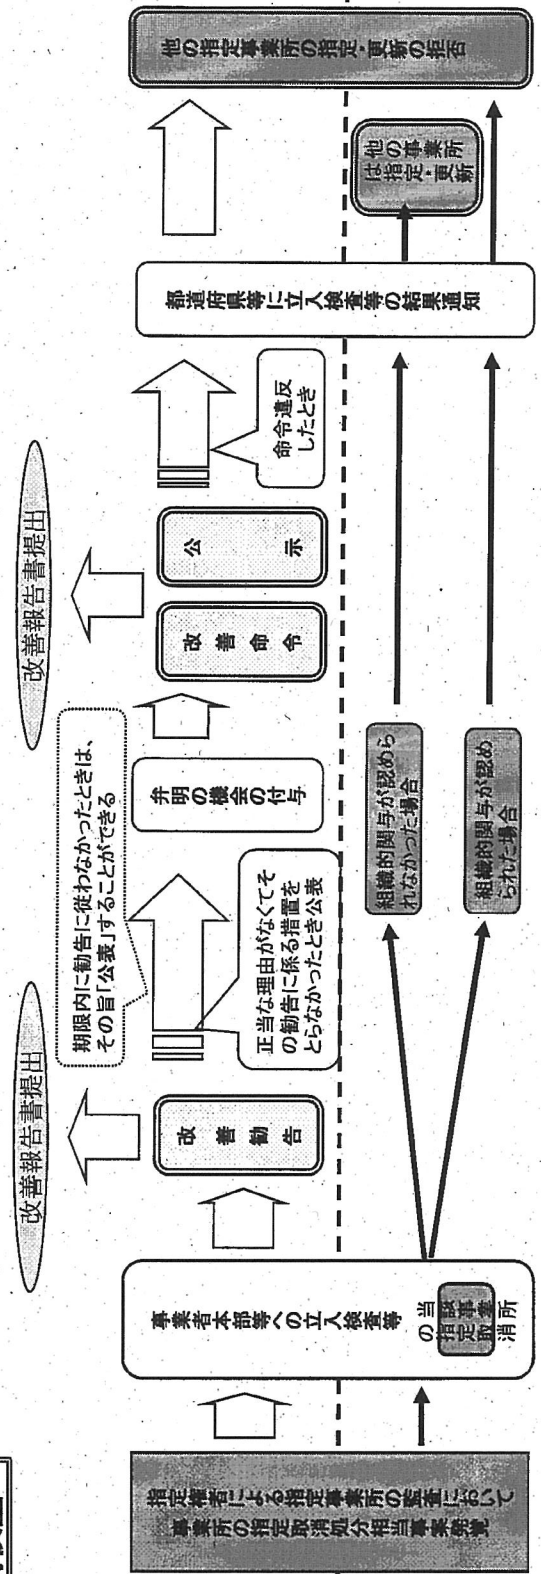 指定権者による指定事業所の監査において
事業所の指定取消処分相当事案発覚
事業者本部等への立入検査等
当該事業所
の指定取消
改善勧告
改善報告書提出
期限内に勧告に従わなかったときは、
その旨「公表」することができる
正当な理由がなくてそ
の勧告に係る措置を
とらなかったとき公表
弁明の機会の付与
改善命令
公示
改善報告書提出
命令違反
したとき
組織的関与が認めら
れなかった場合
組織的関与が認め
られた場合
都道府県等に立入検査等の結果通知
他の事業所
は指定・更新
他の指定事業所の指定・更新の拒否